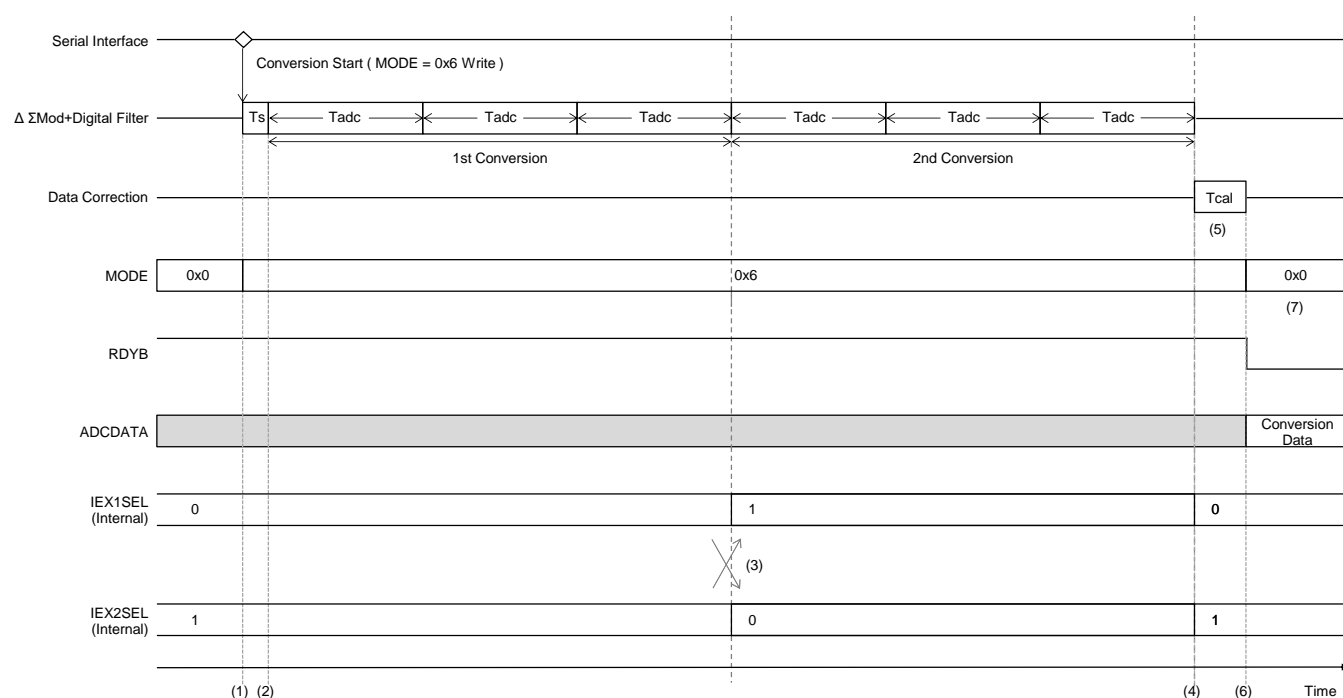 Serial Interface
Conversion Start ( MODE = 0x6 Write )
Δ ΣMod+Digital Filter
Ts
Tadc
Tadc
Tadc
Tadc
Tadc
Tadc
1st Conversion
2nd Conversion
Data Correction
Tcal
(5)
MODE
0x0
0x6
0x0
(7)
RDYB
ADCDATA
Conversion
Data
IEX1SEL
(Internal)
0
1
0
(3)
IEX2SEL
(Internal)
1
0
1
(1)
(2)
(4)
(6)
Time